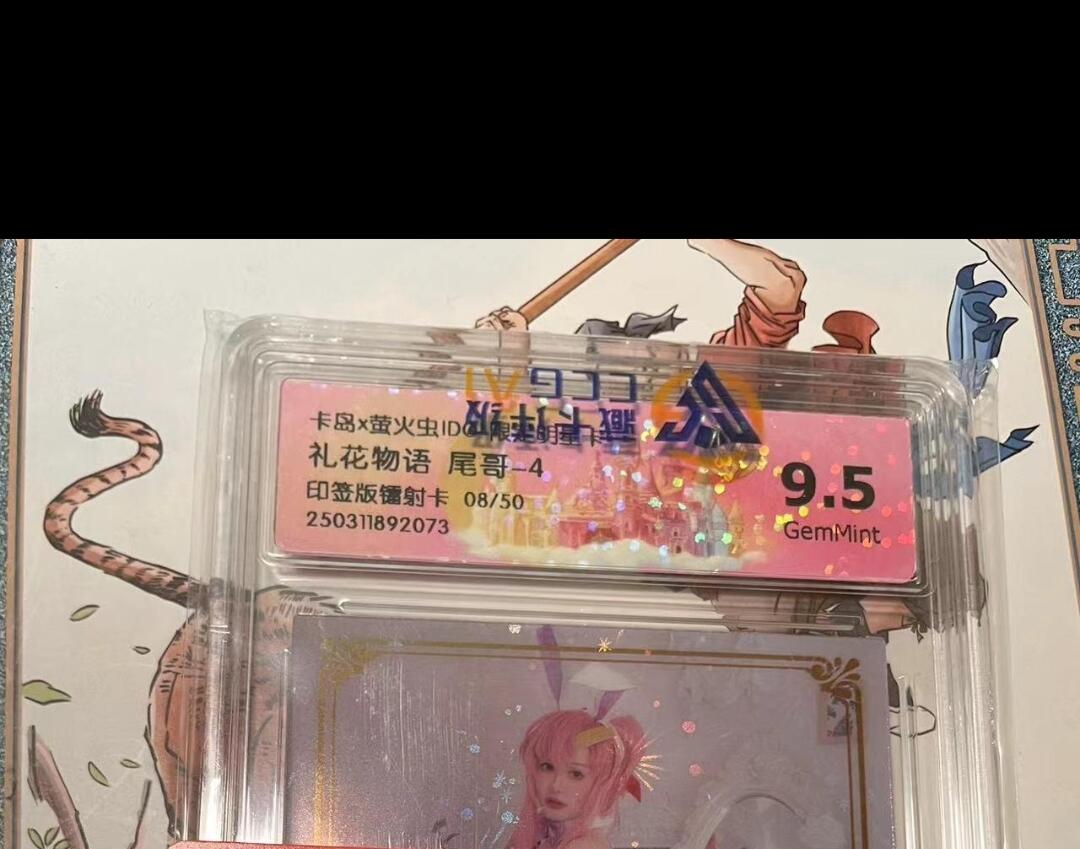 卡岛x萤火虫IDO 限定明星卡
礼花物语 尾哥-4
印签版镭射卡 08/50
250311892073
9.5
GemMint